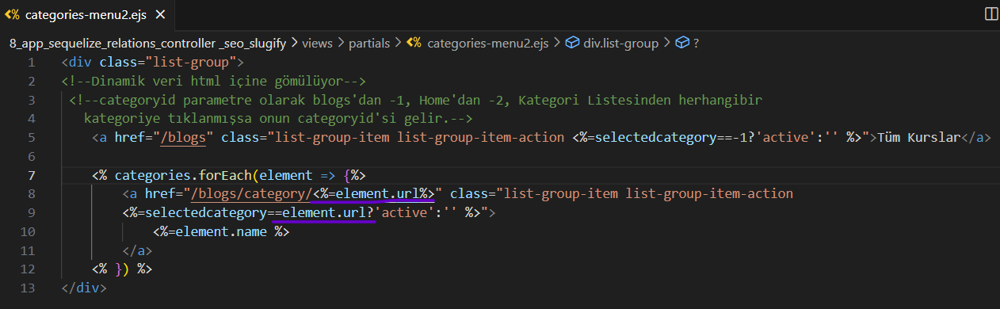 categories-menu2.ejs
8_app_sequelize_relations_controller _seo_slugify > views > partials > categories-menu2.ejs > div.list-group > ?
1 <div class="list-group">
2 <!--Dinamik veri html içine gömülüyor-->
3 <!--categoryid parametre olarak blogs'dan -1, Home'dan -2, Kategori Listesinden herhangibir
4 kategoriye tıklanmışsa onun categoryid'si gelir.-->
5 <a href="/blogs" class="list-group-item list-group-item-action <%=selectedcategory==-1?'active':'' %>">Tüm Kurslar</a>
6
7 <% categories.forEach(element => {%>
8 <a href="/blogs/category/<%=element.url%>" class="list-group-item list-group-item-action
9 <%=selectedcategory==element.url?'active':'' %>">
10 <%=element.name %>
11 </a>
12 <% }) %>
13 </div>